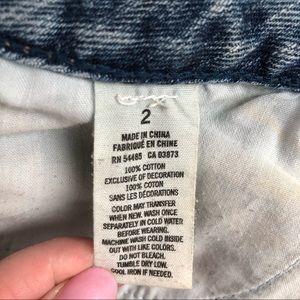 2
MADE IN CHINA
FABRIQUÉ EN CHINE
RN 54485 CA 03873
100% COTTON
EXCLUSIVE OF DECORATION
100% COTON
SANS LES DÉCORATIONS
COLOR MAY TRANSFER
WHEN NEW. WASH ONCE
SEPARATELY IN COLD WATER
BEFORE WEARING.
MACHINE WASH COLD INSIDE
OUT WITH LIKE COLORS.
DO NOT BLEACH.
TUMBLE DRY LOW.
COOL IRON IF NEEDED.